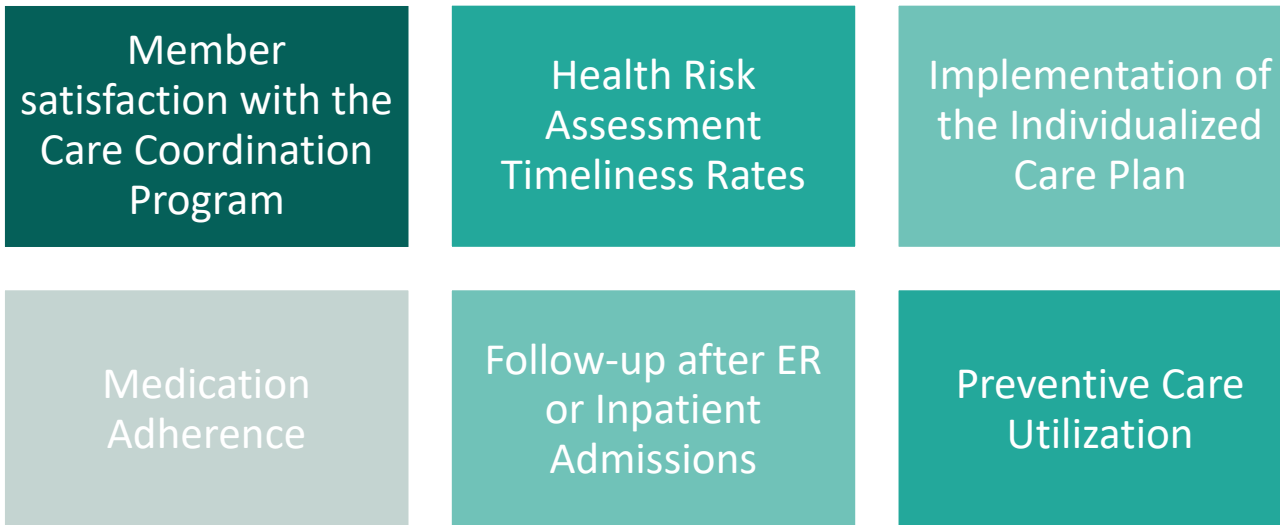 Member
satisfaction with the
Care Coordination
Program
Health Risk
Assessment
Timeliness Rates
Implementation of
the Individualized
Care Plan
Medication
Adherence
Follow-up after ER
or Inpatient
Admissions
Preventive Care
Utilization